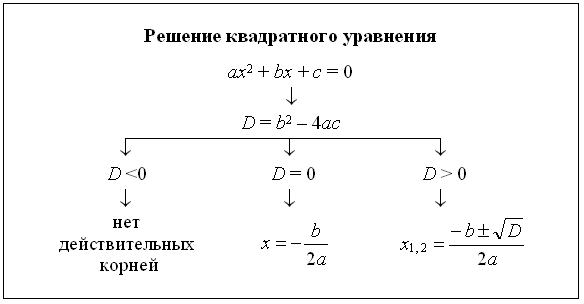 Решение квадратного уравнения
ax² + bx + c = 0
D = b² – 4ac
D <0 D = 0 D > 0
нет
действительных
корней
x = −b/2a
x₁,₂ = (−b ± √D)/2a